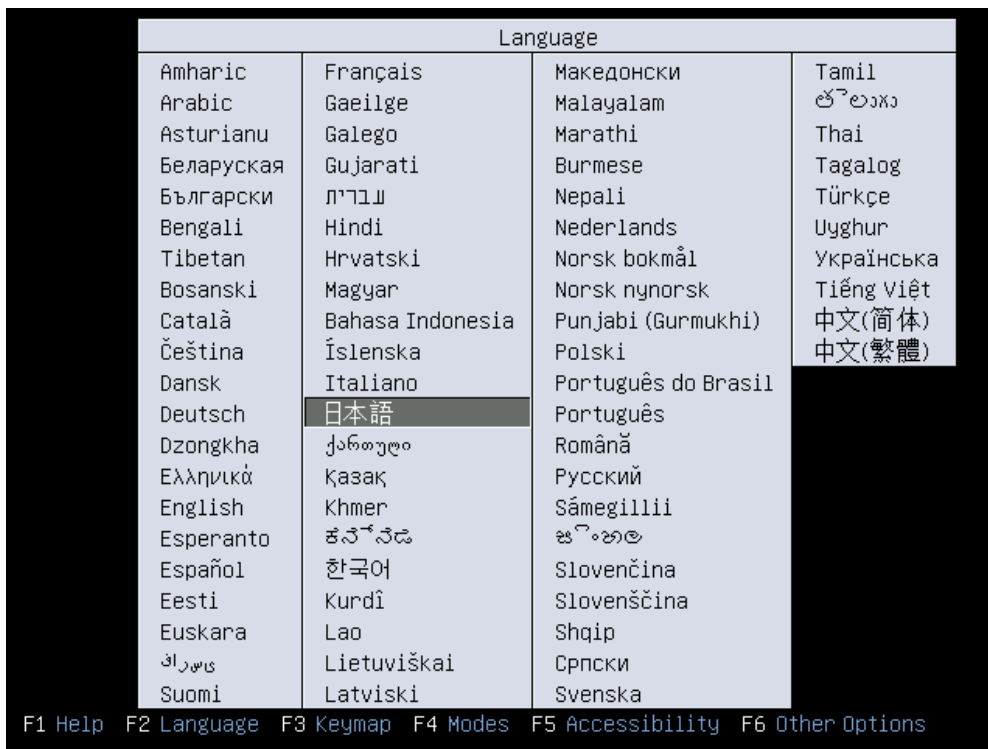 Language
Amharic
Arabic
Asturianu
Беларуская
Български
Bengali
Tibetan
Bosanski
Català
Čeština
Dansk
Deutsch
Dzongkha
Ελληνικά
English
Esperanto
Español
Eesti
Euskara
ﻯﺱﺭﺍﻑ
Suomi
Français
Gaeilge
Galego
Gujarati
תירבע
Hindi
Hrvatski
Magyar
Bahasa Indonesia
Íslenska
Italiano
日本語
ქართული
Қазақ
Khmer
한국어
Kurdî
Lao
Lietuviškai
Latviski
Македонски
Malayalam
Marathi
Burmese
Nepali
Nederlands
Norsk bokmål
Norsk nynorsk
Punjabi (Gurmukhi)
Polski
Português do Brasil
Português
Română
Русский
Sámegillii
Slovenčina
Slovenščina
Shqip
Српски
Svenska
Tamil
Thai
Tagalog
Türkçe
Uyghur
Українська
Tiếng Việt
中文(简体)
中文(繁體)
F1 Help F2 Language F3 Keymap F4 Modes F5 Accessibility F6 Other Options